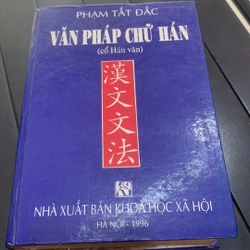 PHẠM TẤT ĐẮC
VĂN PHÁP CHỮ HÁN
(cổ Hán văn)
漢文文法
NHÀ XUẤT BẢN KHOA HỌC XÃ HỘI
HÀ NỘI - 1996